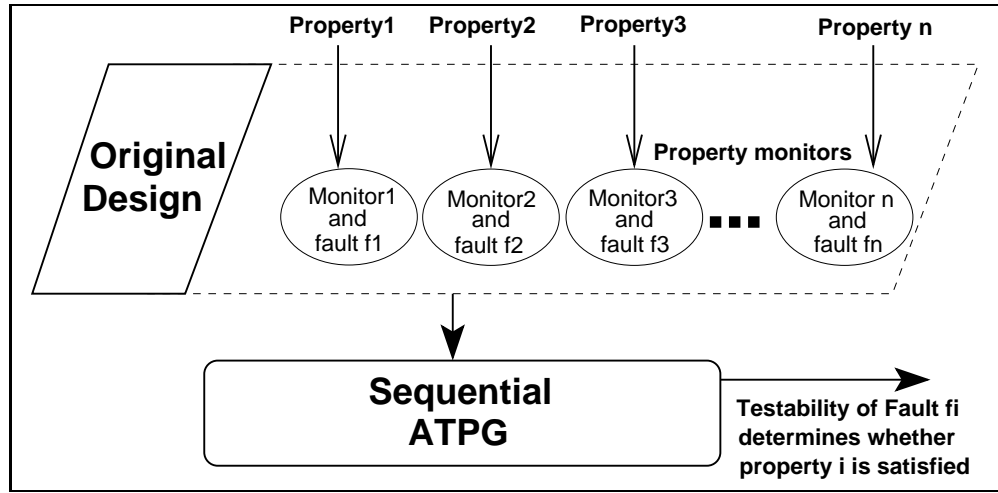 Property1 Property2 Property3 Property n
Original
Design
Property monitors
Monitor1
and
fault f1
Monitor2
and
fault f2
Monitor3
and
fault f3
Monitor n
and
fault fn
Sequential
ATPG
Testability of Fault fi
determines whether
property i is satisfied